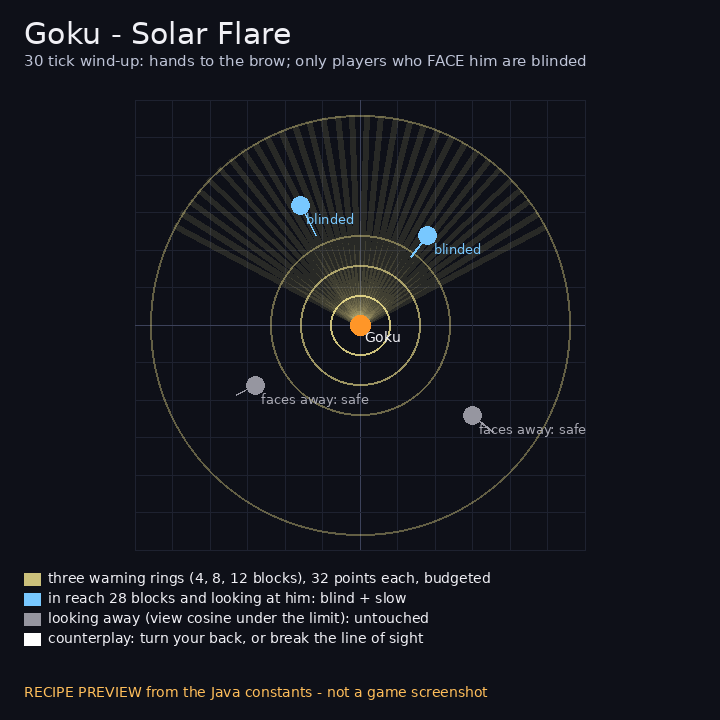 Goku - Solar Flare
30 tick wind-up: hands to the brow; only players who FACE him are blinded
blinded
blinded
Goku
faces away: safe
faces away: safe
three warning rings (4, 8, 12 blocks), 32 points each, budgeted
in reach 28 blocks and looking at him: blind + slow
looking away (view cosine under the limit): untouched
counterplay: turn your back, or break the line of sight
RECIPE PREVIEW from the Java constants - not a game screenshot